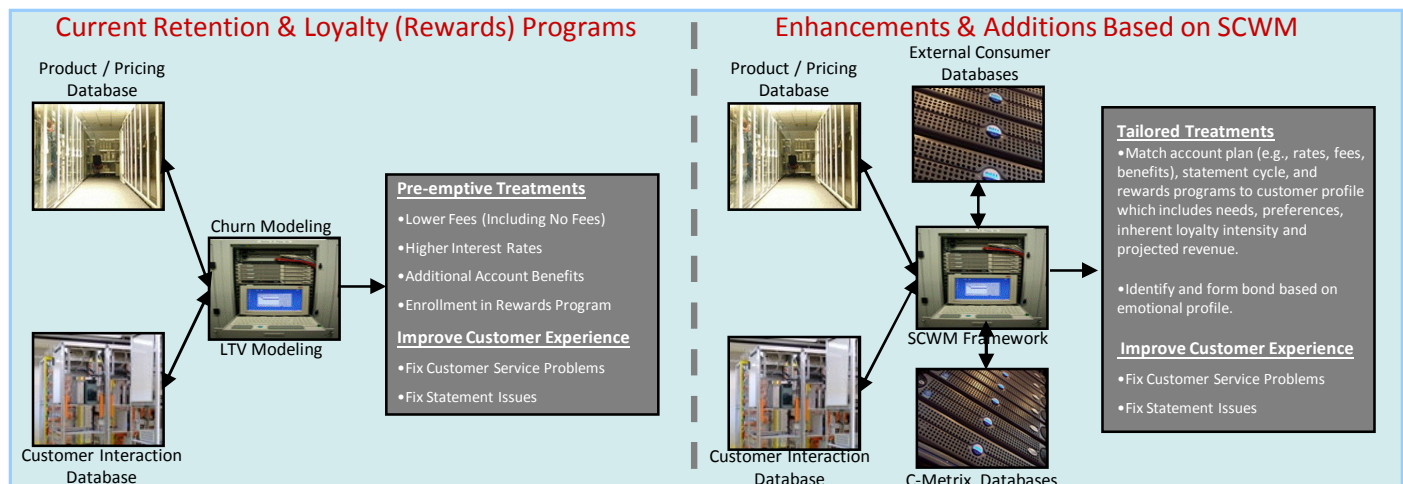 Current Retention & Loyalty (Rewards) Programs
Product / Pricing
Database
Churn Modeling
LTV Modeling
Customer Interaction
Database
Pre-emptive Treatments
•Lower Fees (Including No Fees)
•Higher Interest Rates
•Additional Account Benefits
•Enrollment in Rewards Program
Improve Customer Experience
•Fix Customer Service Problems
•Fix Statement Issues
Enhancements & Additions Based on SCWM
Product / Pricing
Database
External Consumer
Databases
SCWM Framework
Customer Interaction
Database
C-Metrix Databases
Tailored Treatments
•Match account plan (e.g., rates, fees,
benefits), statement cycle, and
rewards programs to customer profile
which includes needs, preferences,
inherent loyalty intensity and
projected revenue.
•Identify and form bond based on
emotional profile.
Improve Customer Experience
•Fix Customer Service Problems
•Fix Statement Issues